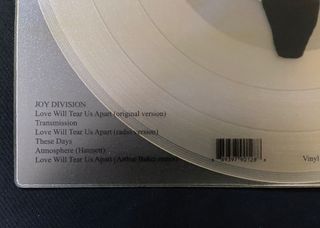 JOY DIVISION
Love Will Tear Us Apart (original version)
Transmission
Love Will Tear Us Apart (radio version)
These Days
Atmosphere (Hannett)
Love Will Tear Us Apart (Arthur Baker remix)
Vinyl